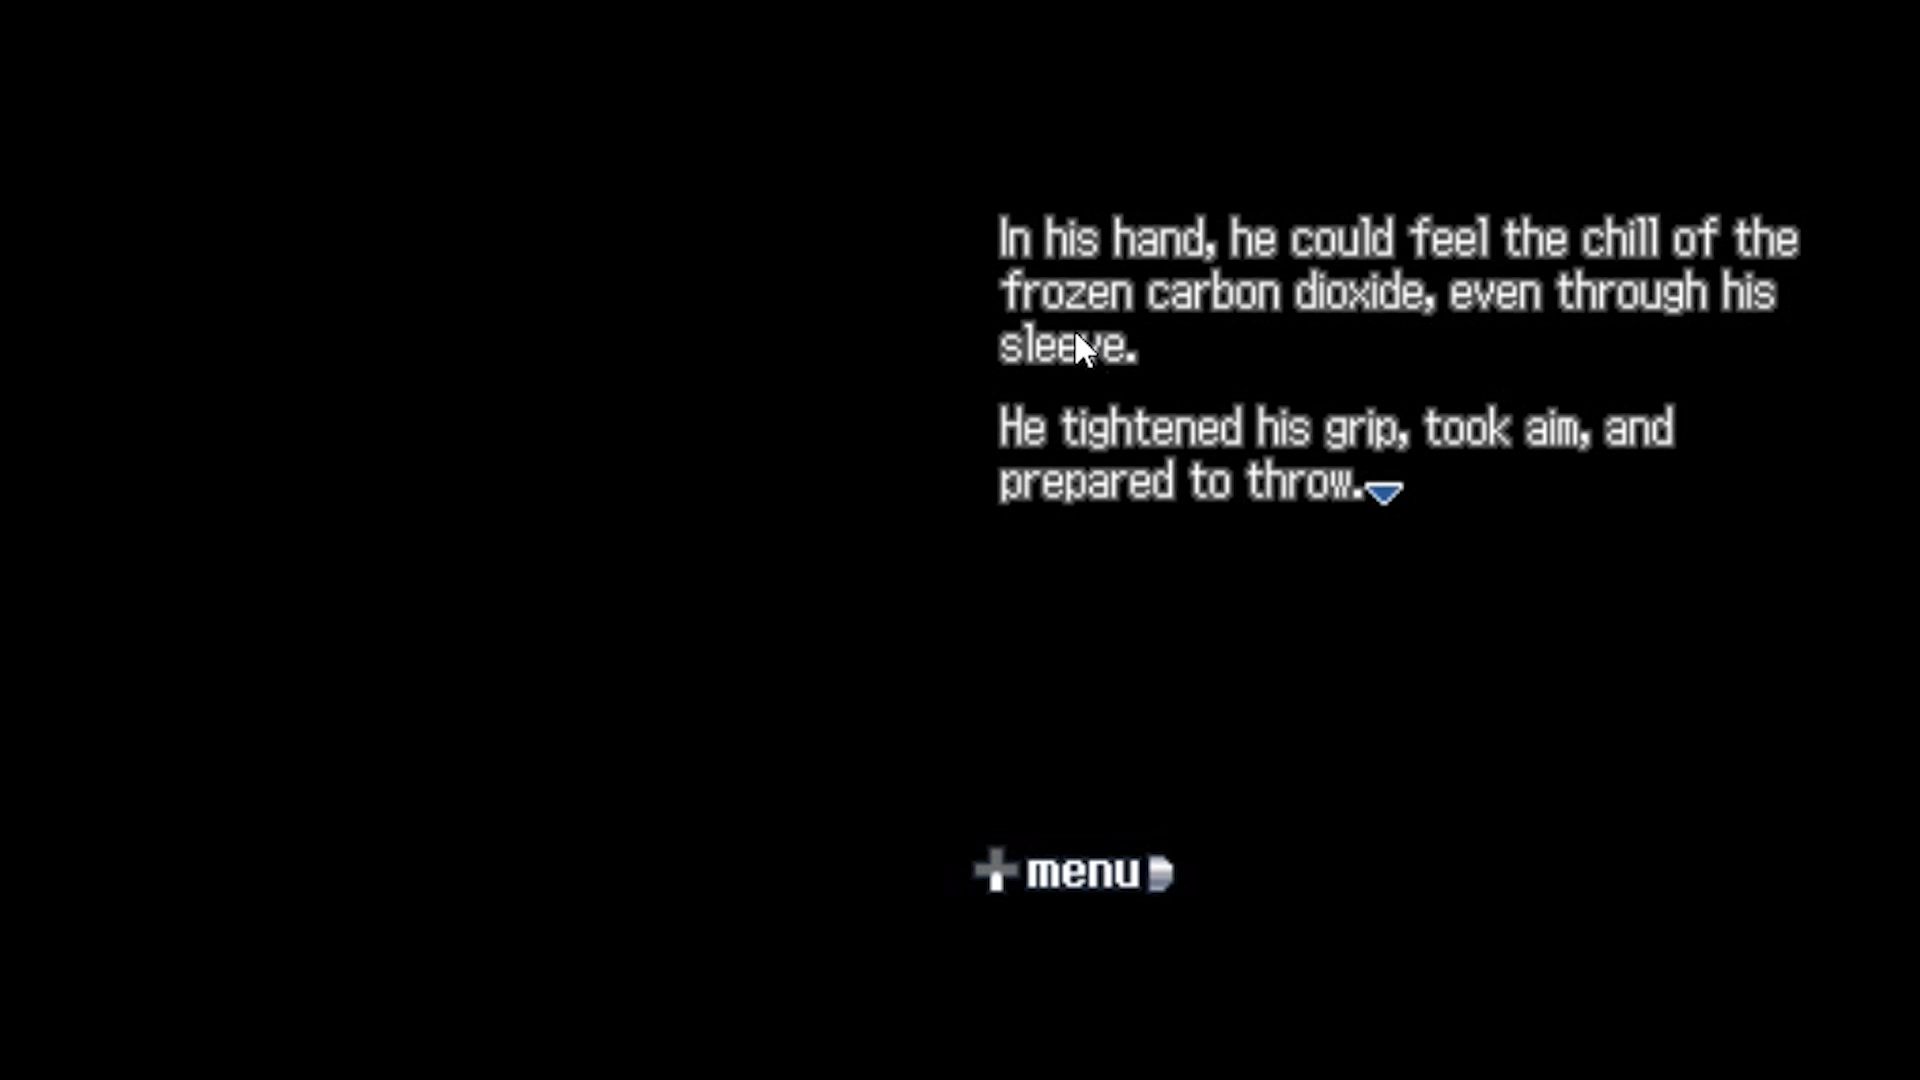 In his hand, he could feel the chill of the
frozen carbon dioxide, even through his
sleeve.
He tightened his grip, took aim, and
prepared to throw.
menu